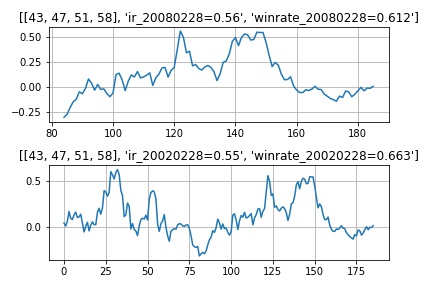 [[43, 47, 51, 58], 'ir_20080228=0.56', 'winrate_20080228=0.612']
0.50
0.25
0.00
−0.25
80 100 120 140 160 180
[[43, 47, 51, 58], 'ir_20020228=0.55', 'winrate_20020228=0.663']
0.5
0.0
0 25 50 75 100 125 150 175